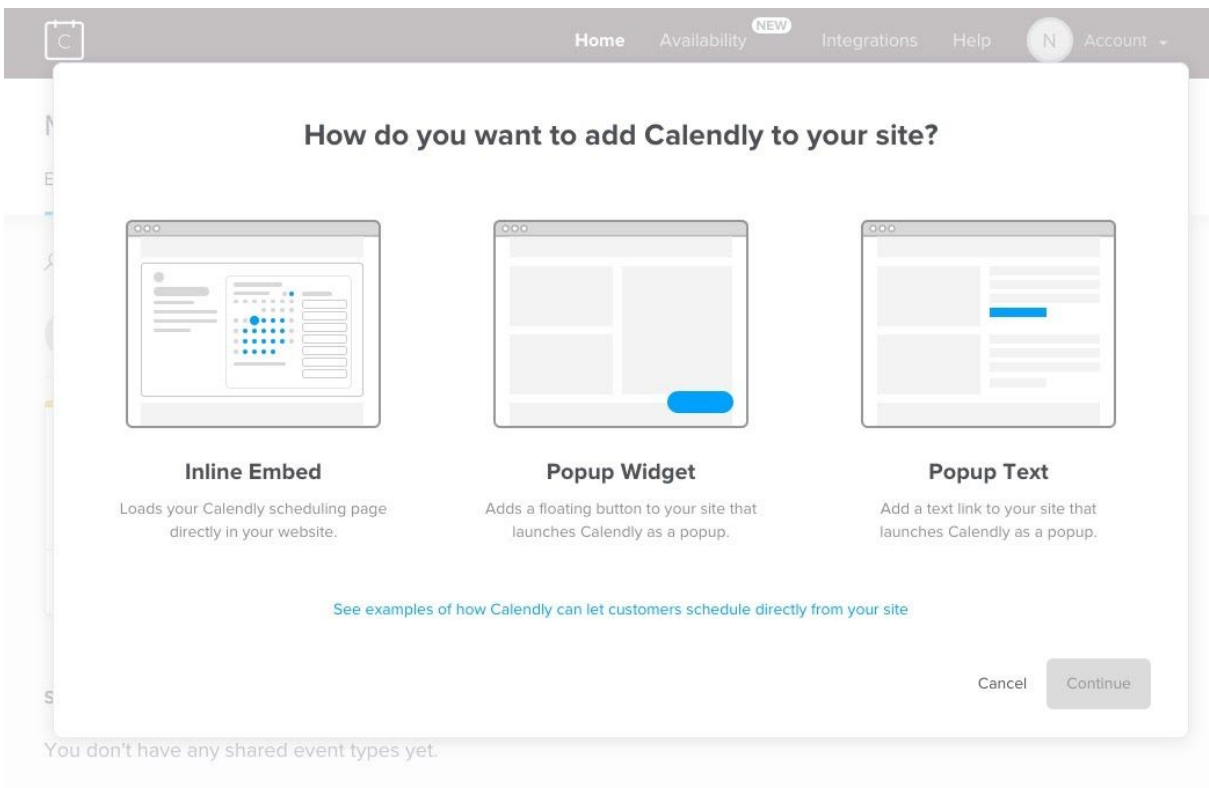 C
Home Availability NEW Integrations Help N Account
How do you want to add Calendly to your site?
Inline Embed
Loads your Calendly scheduling page
directly in your website.
Popup Widget
Adds a floating button to your site that
launches Calendly as a popup.
Popup Text
Add a text link to your site that
launches Calendly as a popup.
See examples of how Calendly can let customers schedule directly from your site
Cancel
Continue
You don't have any shared event types yet.